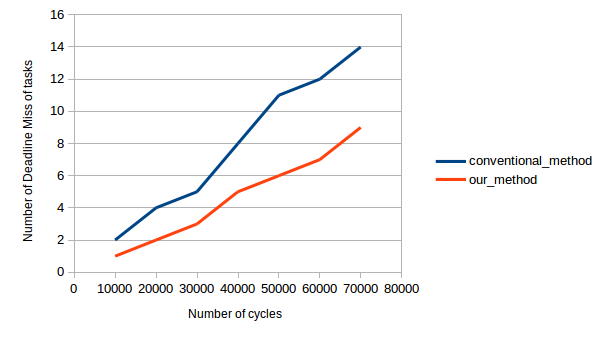 16
14
12
10
8
6
4
2
0
0 10000 20000 30000 40000 50000 60000 70000 80000
Number of Deadline Miss of tasks
Number of cycles
conventional_method
our_method